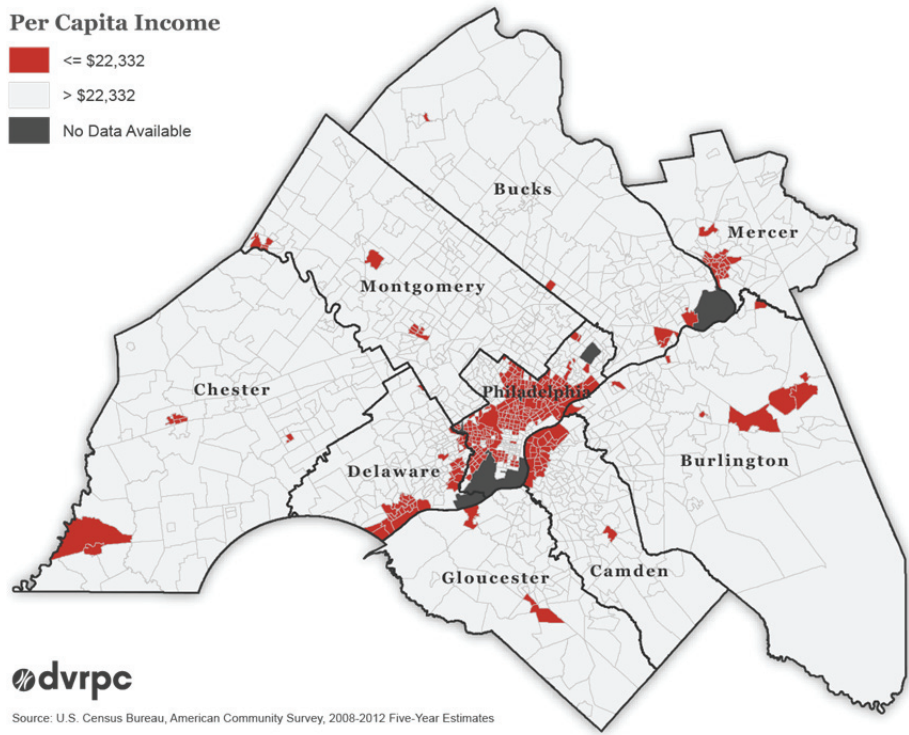 Per Capita Income
<= $22,332
> $22,332
No Data Available
Bucks
Mercer
Montgomery
Chester
Philadelphia
Delaware
Burlington
Gloucester
Camden
dvrpc
Source: U.S. Census Bureau, American Community Survey, 2008-2012 Five-Year Estimates